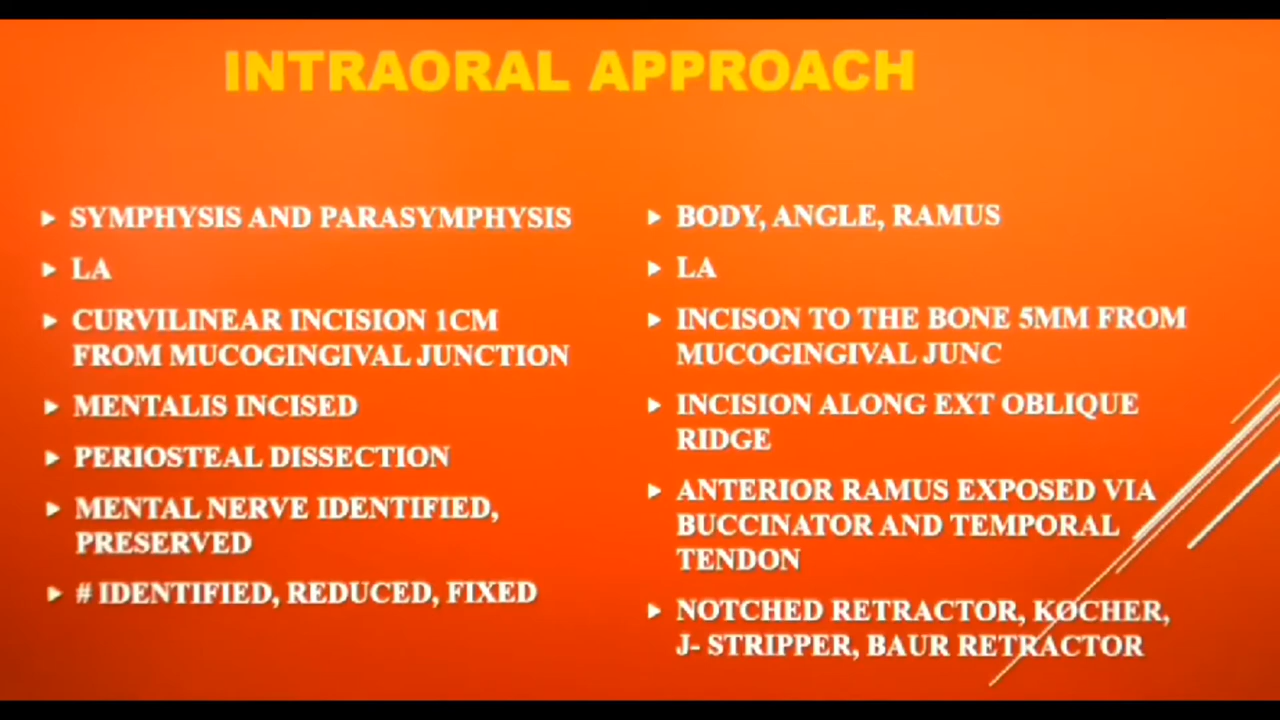 INTRAORAL APPROACH
SYMPHYSIS AND PARASYMPHYSIS
LA
CURVILINEAR INCISION 1CM
FROM MUCOGINGIVAL JUNCTION
MENTALIS INCISED
PERIOSTEAL DISSECTION
MENTAL NERVE IDENTIFIED,
PRESERVED
# IDENTIFIED, REDUCED, FIXED
BODY, ANGLE, RAMUS
LA
INCISON TO THE BONE 5MM FROM
MUCOGINGIVAL JUNC
INCISION ALONG EXT OBLIQUE
RIDGE
ANTERIOR RAMUS EXPOSED VIA
BUCCINATOR AND TEMPORAL
TENDON
NOTCHED RETRACTOR, KOCHER,
J- STRIPPER, BAUR RETRACTOR